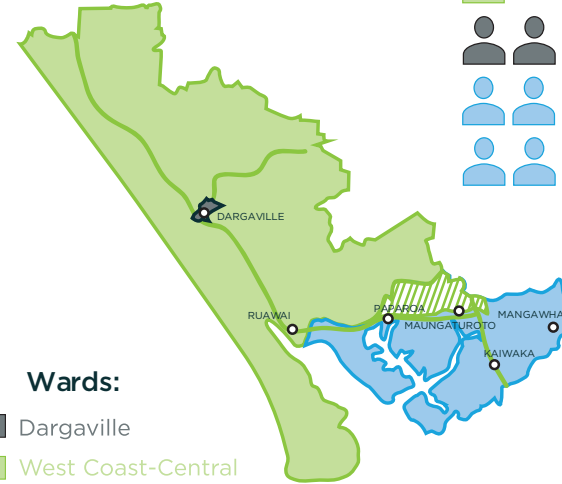 DARGAVILLE
RUAWAI
PAPAROA
MAUNGATUROTO
MANGAWHA
KAIWAKA
Wards:
Dargaville
West Coast-Central